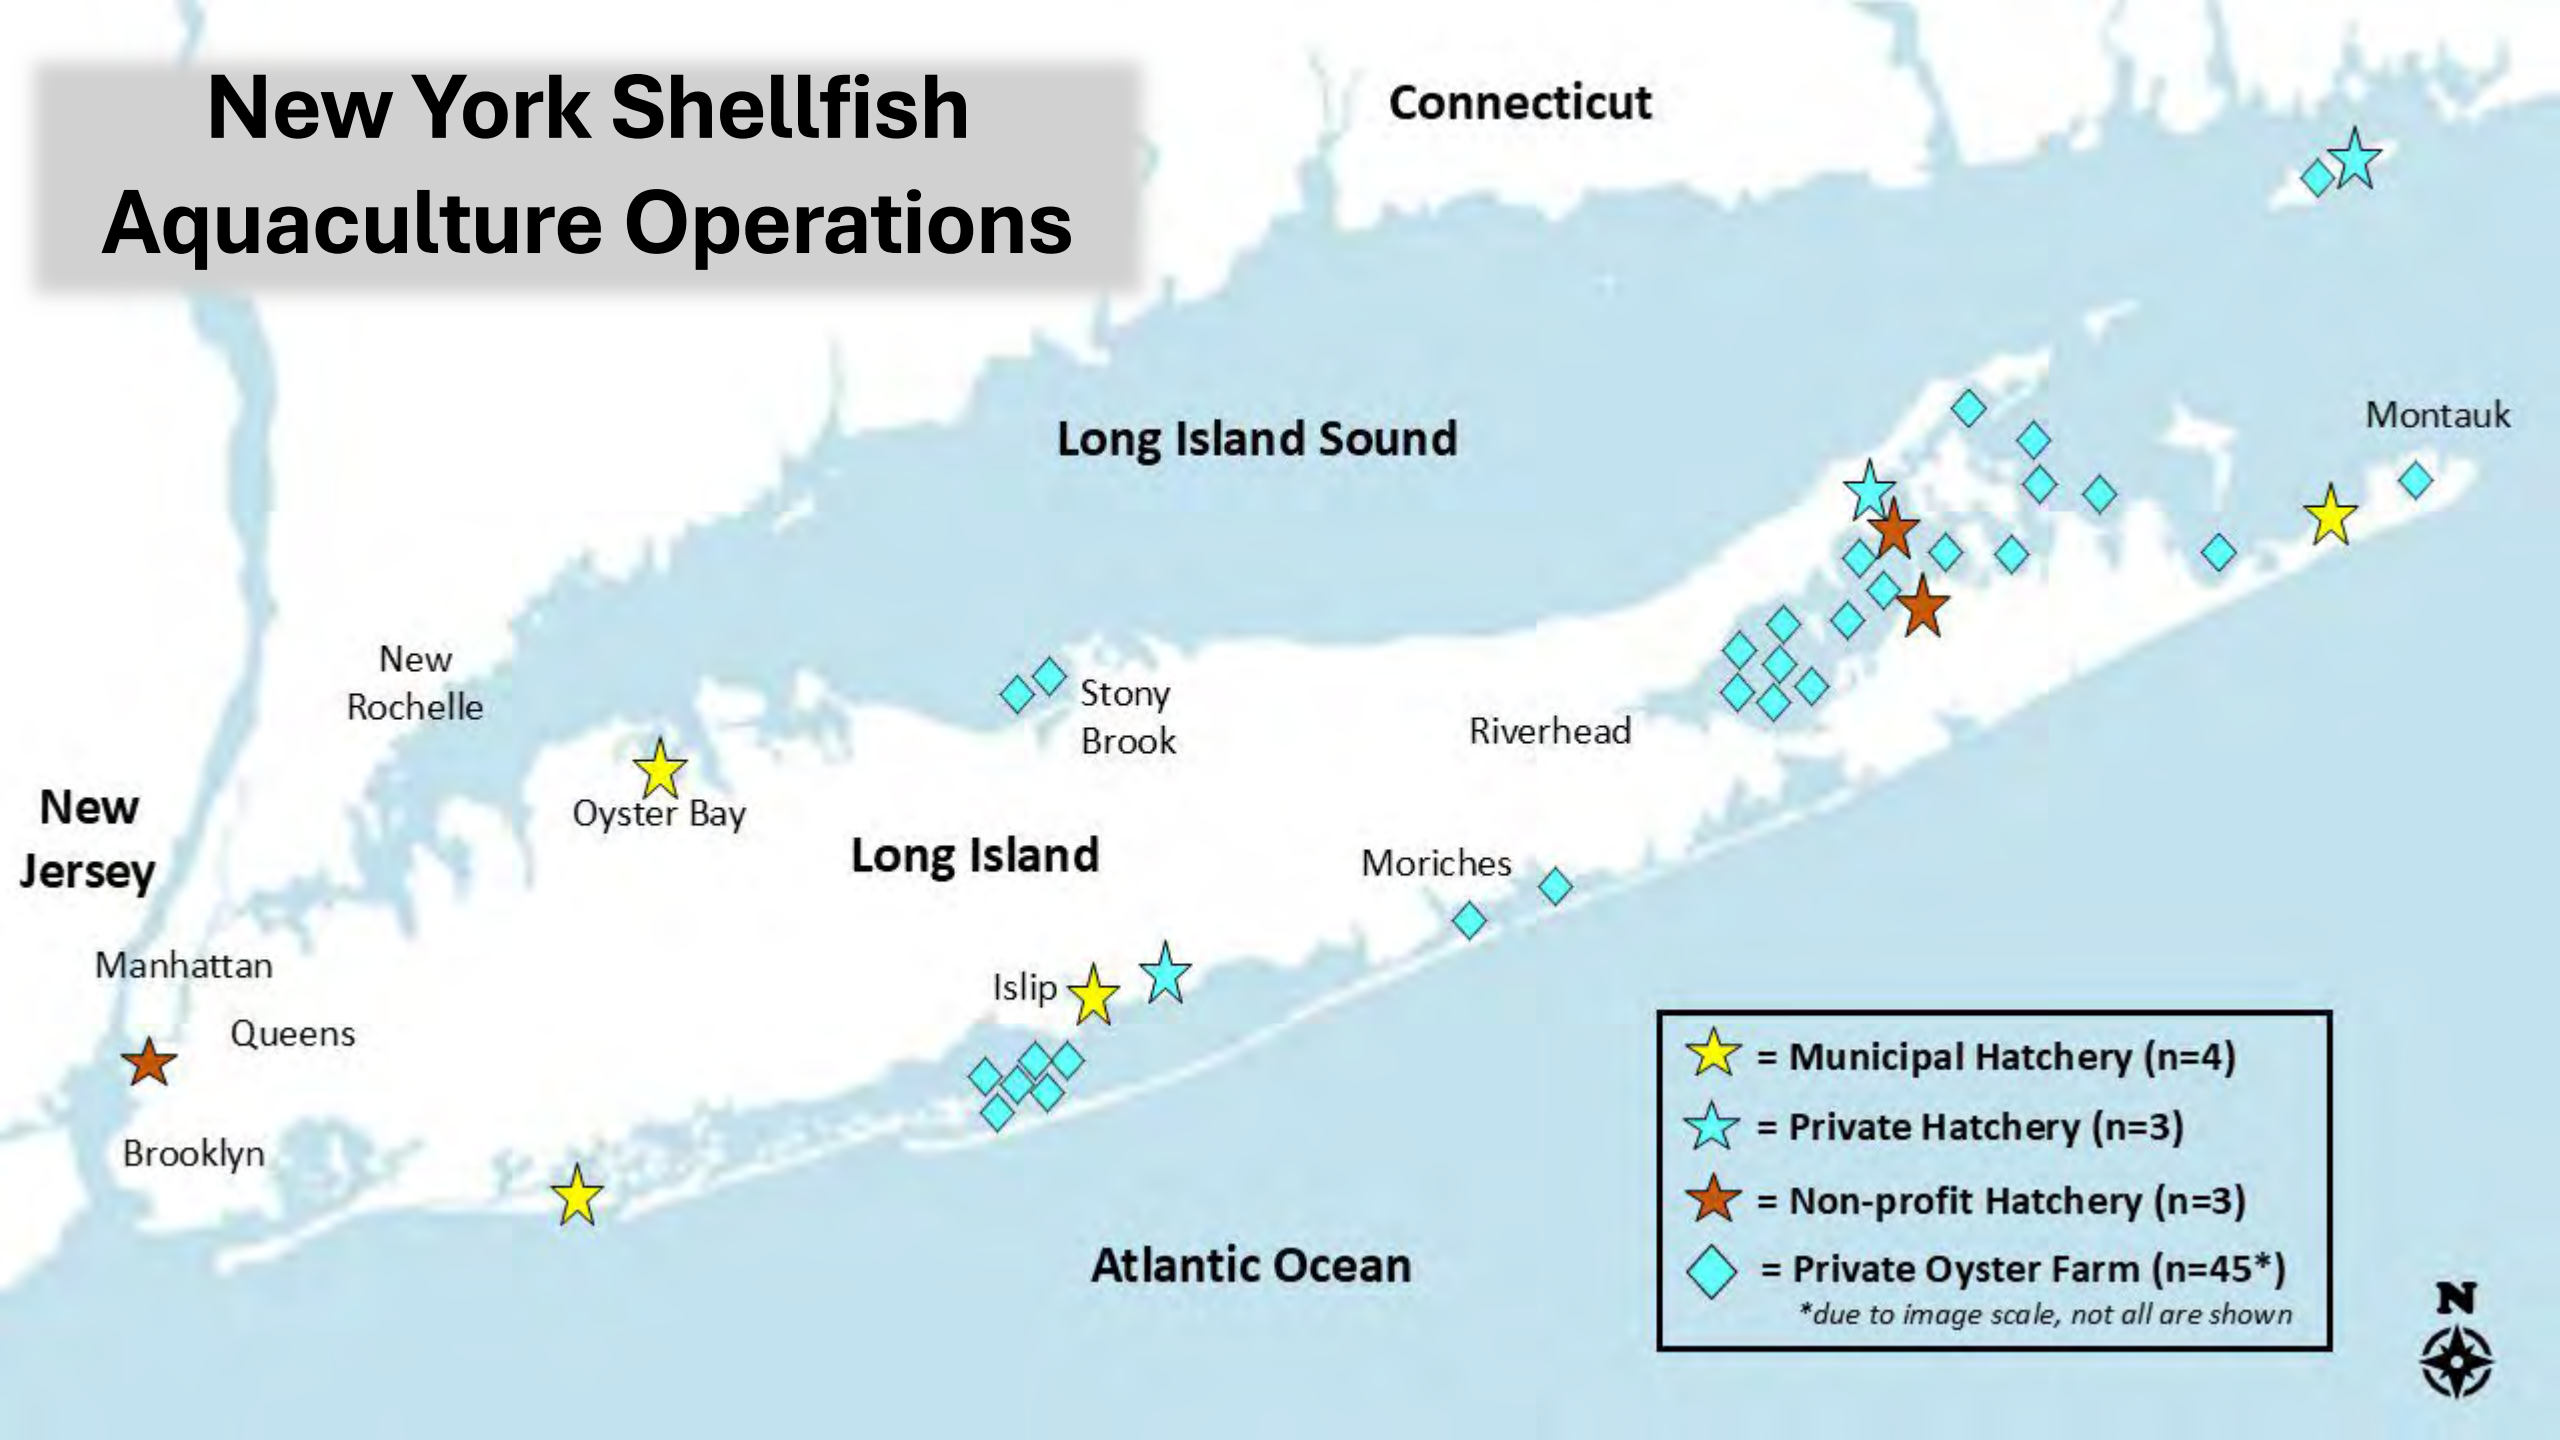 New York Shellfish
Aquaculture Operations
Connecticut
Long Island Sound
Montauk
New
Rochelle
Stony
Brook
Riverhead
Oyster Bay
New
Jersey
Long Island
Moriches
Manhattan
Islip
Queens
Brooklyn
Atlantic Ocean
= Municipal Hatchery (n=4)
= Private Hatchery (n=3)
= Non-profit Hatchery (n=3)
= Private Oyster Farm (n=45*)
*due to image scale, not all are shown
N